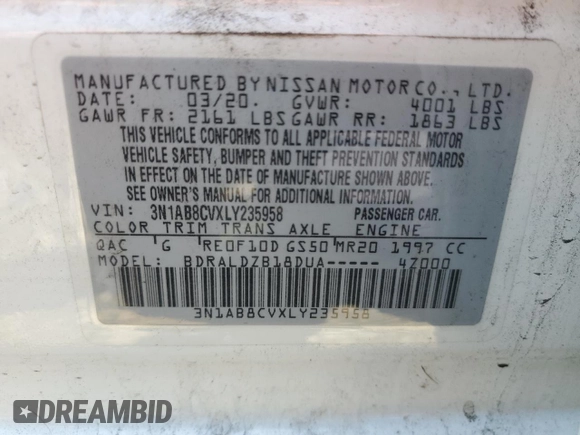 MANUFACTURED BY NISSAN MOTOR CO., LTD.
DATE: 03/20. GVWR: 4001 LBS
GAWR FR: 2161 LBS GAWR RR: 1863 LBS
THIS VEHICLE CONFORMS TO ALL APPLICABLE FEDERAL MOTOR
VEHICLE SAFETY, BUMPER AND THEFT PREVENTION STANDARDS
IN EFFECT ON THE DATE OF MANUFACTURE SHOWN ABOVE.
SEE OWNER'S MANUAL FOR ADDITIONAL INFORMATION.
VIN: 3N1AB8CVXLY235958 PASSENGER CAR.
COLOR TRIM TRANS AXLE ENGINE
QAC G RE0F10D GS50 MR20 1997 CC
MODEL: BDRALDZB18DUA----- 4Z000
3N1AB8CVXLY235958
DREAMBID